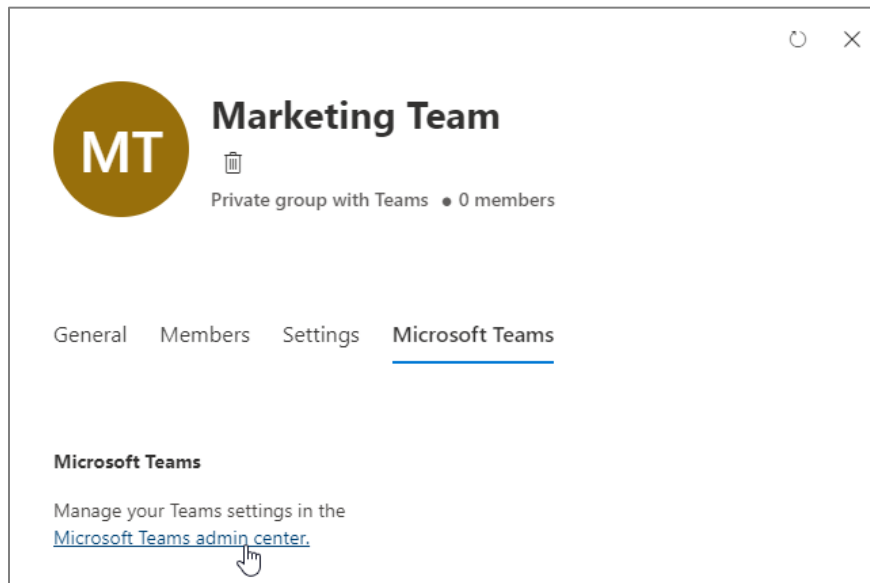 MT
Marketing Team
Private group with Teams ● 0 members
General Members Settings Microsoft Teams
Microsoft Teams
Manage your Teams settings in the
Microsoft Teams admin center.